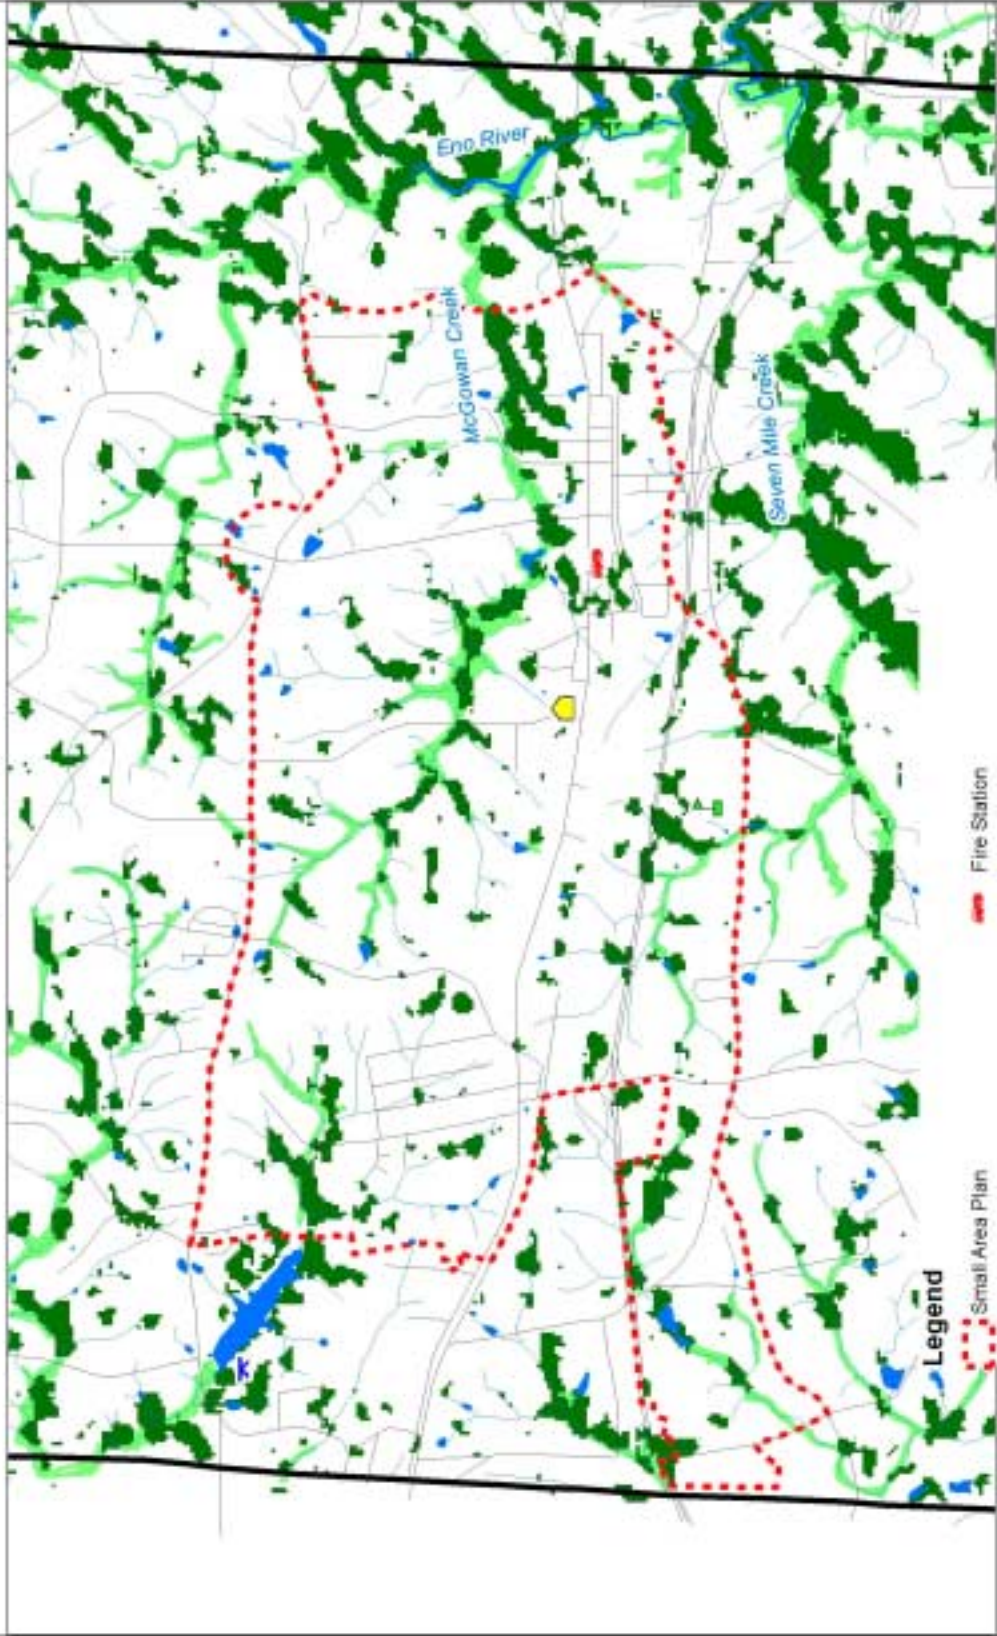 Eno River
McGowan Creek
Seven Mile Creek
k
Legend
Small Area Plan
Fire Station